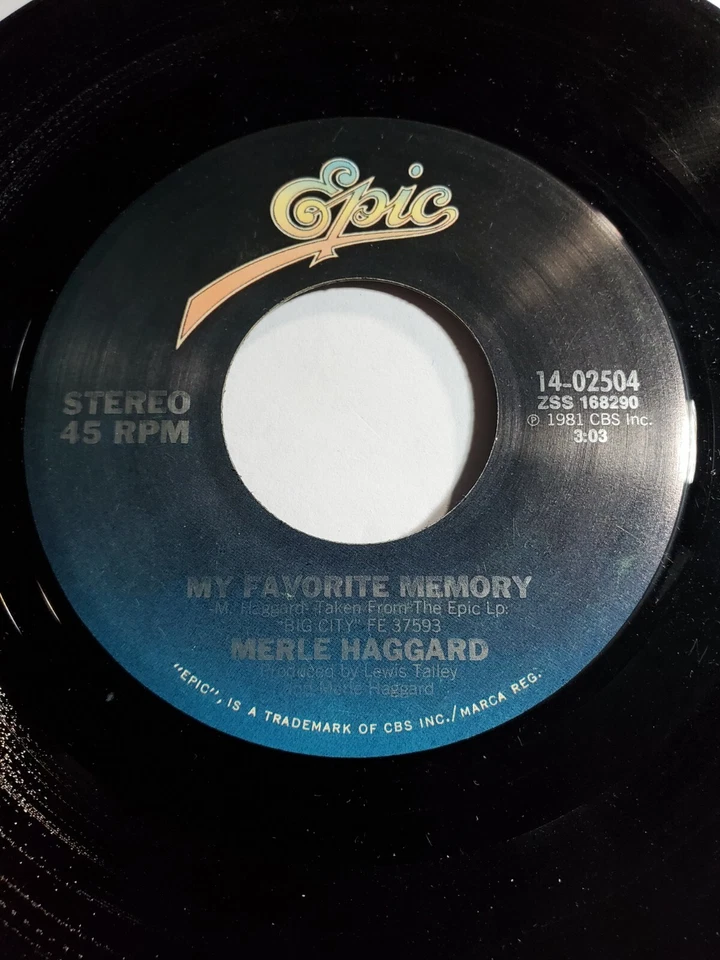 Epic
STEREO
45 RPM
14-02504
ZSS 168290
℗ 1981 CBS Inc.
3:03
MY FAVORITE MEMORY
-M. Haggard- Taken From The Epic Lp:
"BIG CITY" FE 37593
MERLE HAGGARD
Produced by Lewis Talley
and Merle Haggard
"EPIC", IS A TRADEMARK OF CBS INC./MARCA REG.